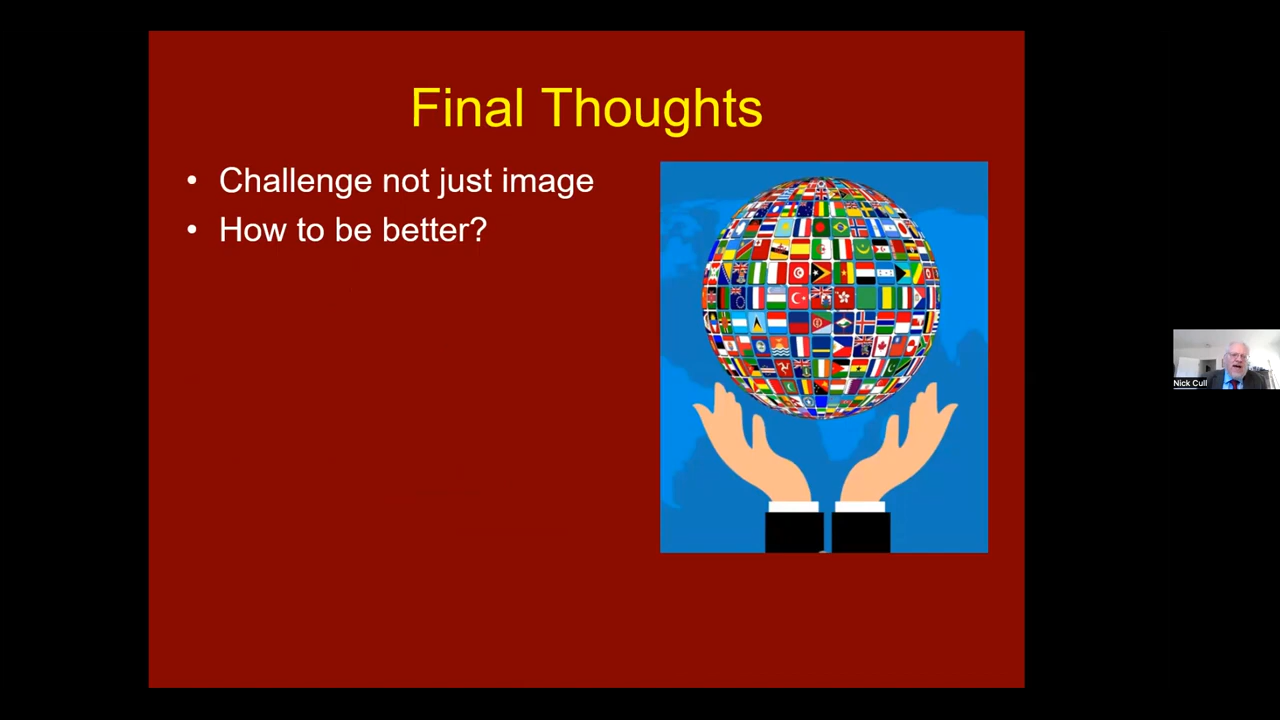 Final Thoughts
• Challenge not just image
• How to be better?
Nick Cull